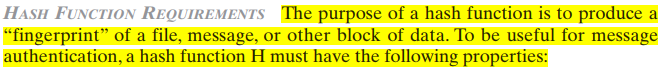 HASH FUNCTION REQUIREMENTS The purpose of a hash function is to produce a
“fingerprint” of a file, message, or other block of data. To be useful for message
authentication, a hash function H must have the following properties: